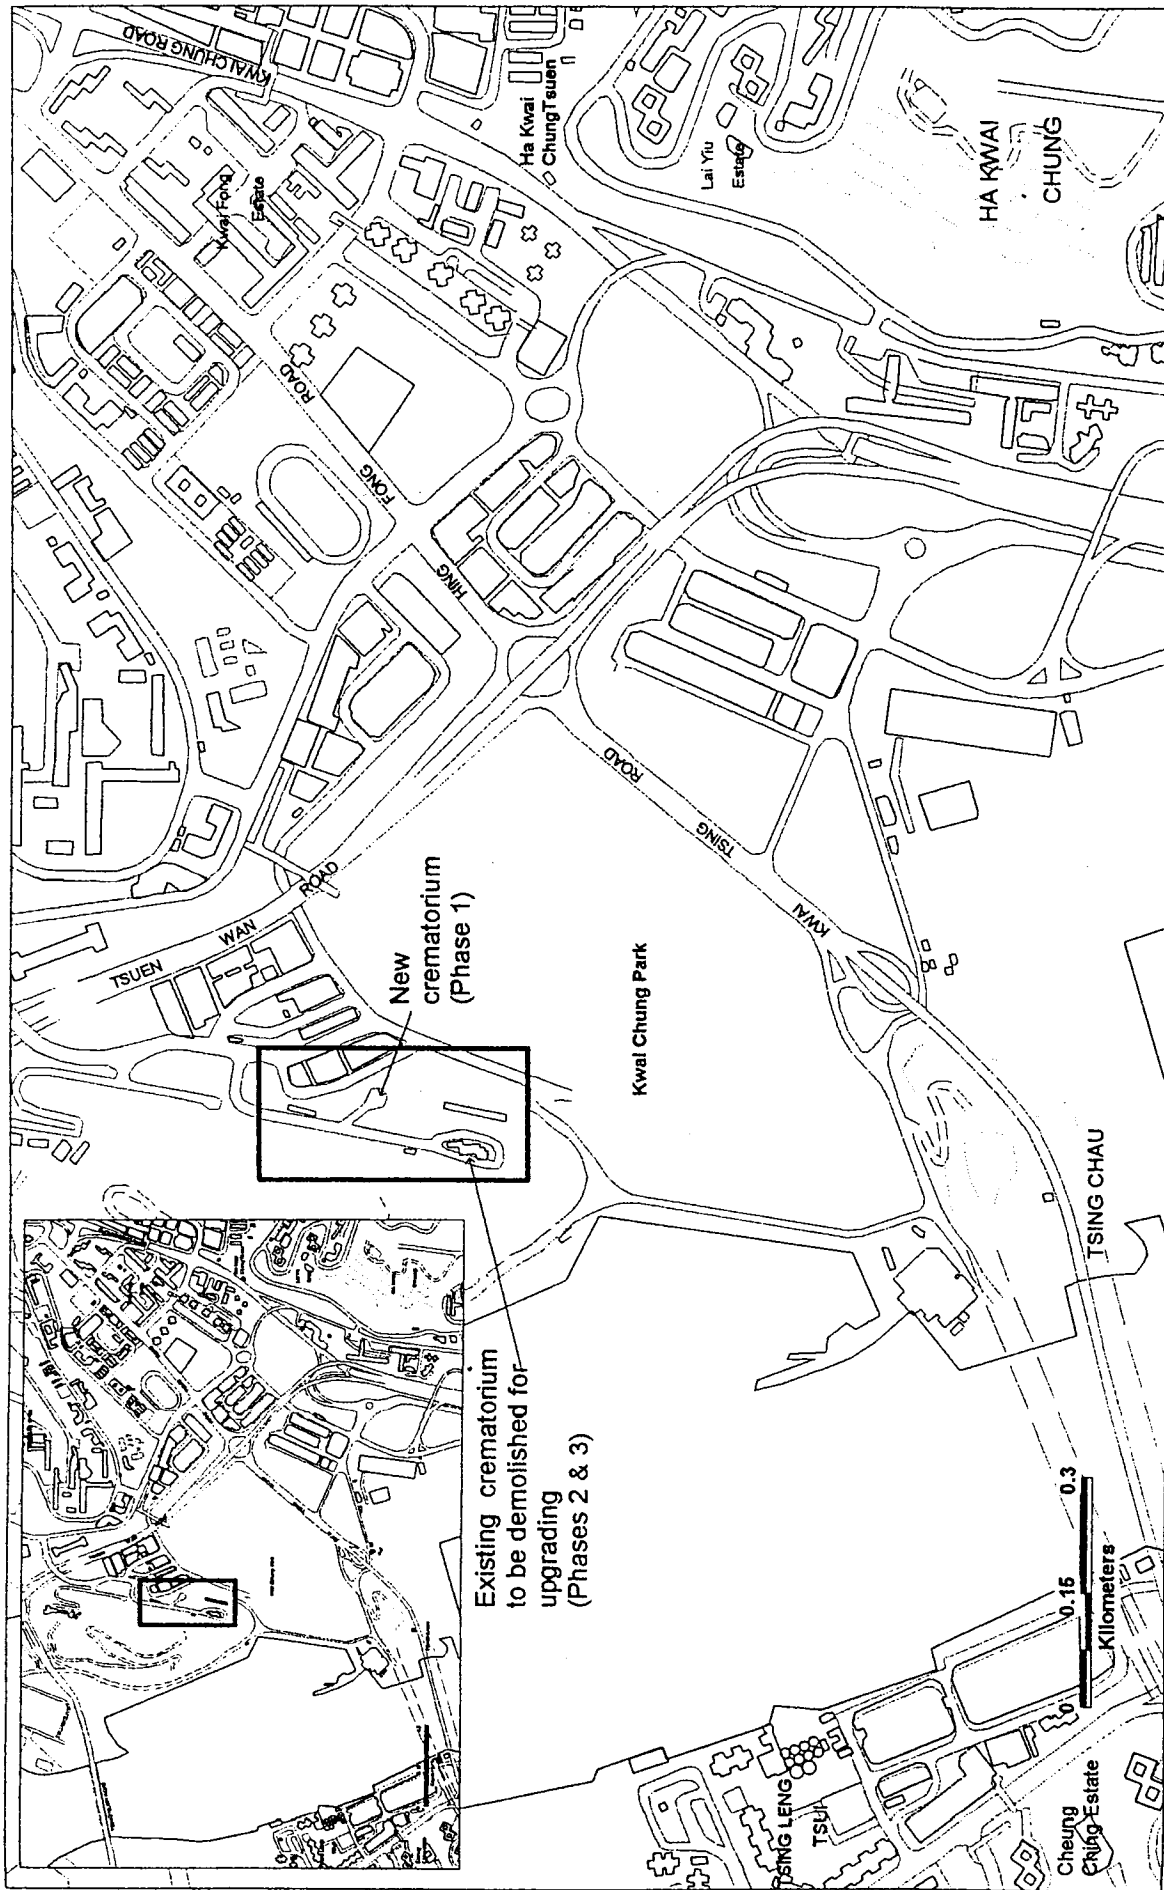 KWAI CHUNG ROAD
Kwai Fong
Estate
Ha Kwai
Chung Tsuen
Lai Yiu
Estate
HA KWAI
CHUNG
ROAD
FONG
HING
TSUEN
WAN
ROAD
New
crematorium
(Phase 1)
ROAD
TSING
KWAI
Kwai Chung Park
TSING CHAU
Existing crematorium
to be demolished for
upgrading
(Phases 2 & 3)
0 0.15 0.3
Kilometers
TSING LENG
TSUI
Cheung
Ching Estate